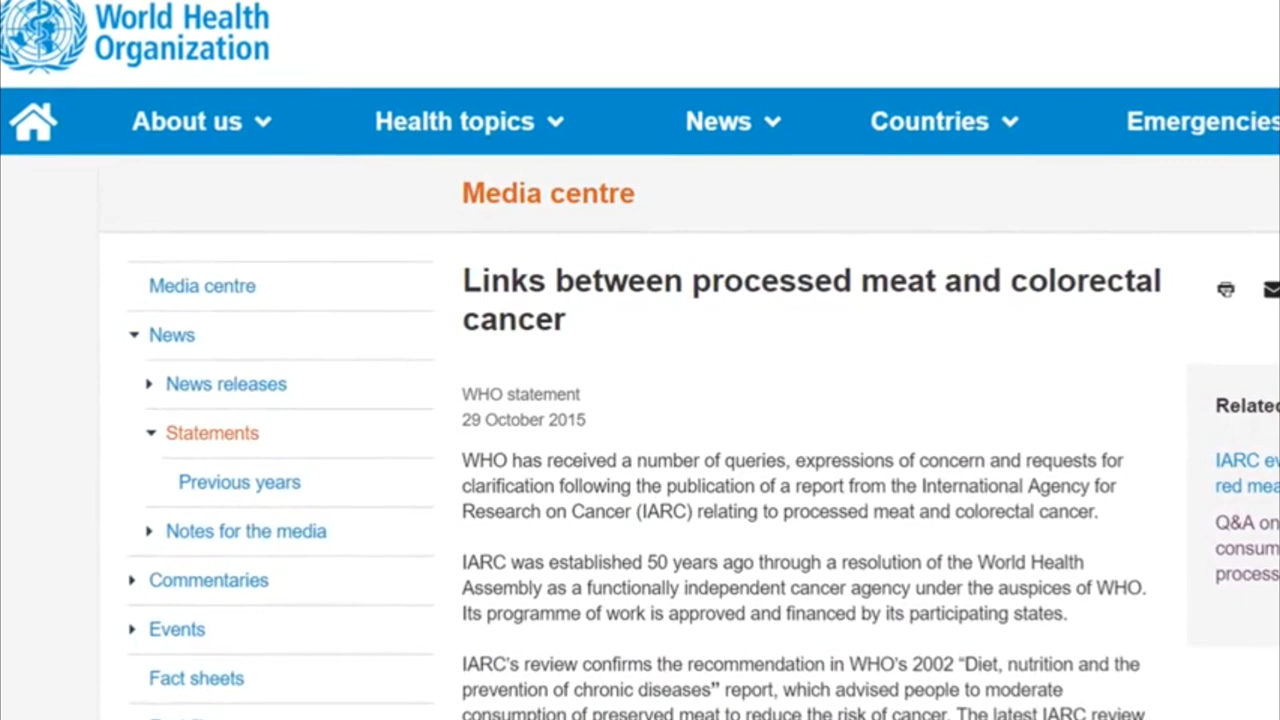 World Health
Organization
About us
Health topics
News
Countries
Emergencies
Media centre
Media centre
News
News releases
Statements
Previous years
Notes for the media
Commentaries
Events
Fact sheets
Links between processed meat and colorectal
cancer
WHO statement
29 October 2015
WHO has received a number of queries, expressions of concern and requests for
clarification following the publication of a report from the International Agency for
Research on Cancer (IARC) relating to processed meat and colorectal cancer.
IARC was established 50 years ago through a resolution of the World Health
Assembly as a functionally independent cancer agency under the auspices of WHO.
Its programme of work is approved and financed by its participating states.
IARC's review confirms the recommendation in WHO's 2002 “Diet, nutrition and the
prevention of chronic diseases” report, which advised people to moderate
consumption of preserved meat to reduce the risk of cancer. The latest IARC review
IARC
red
Q&A on